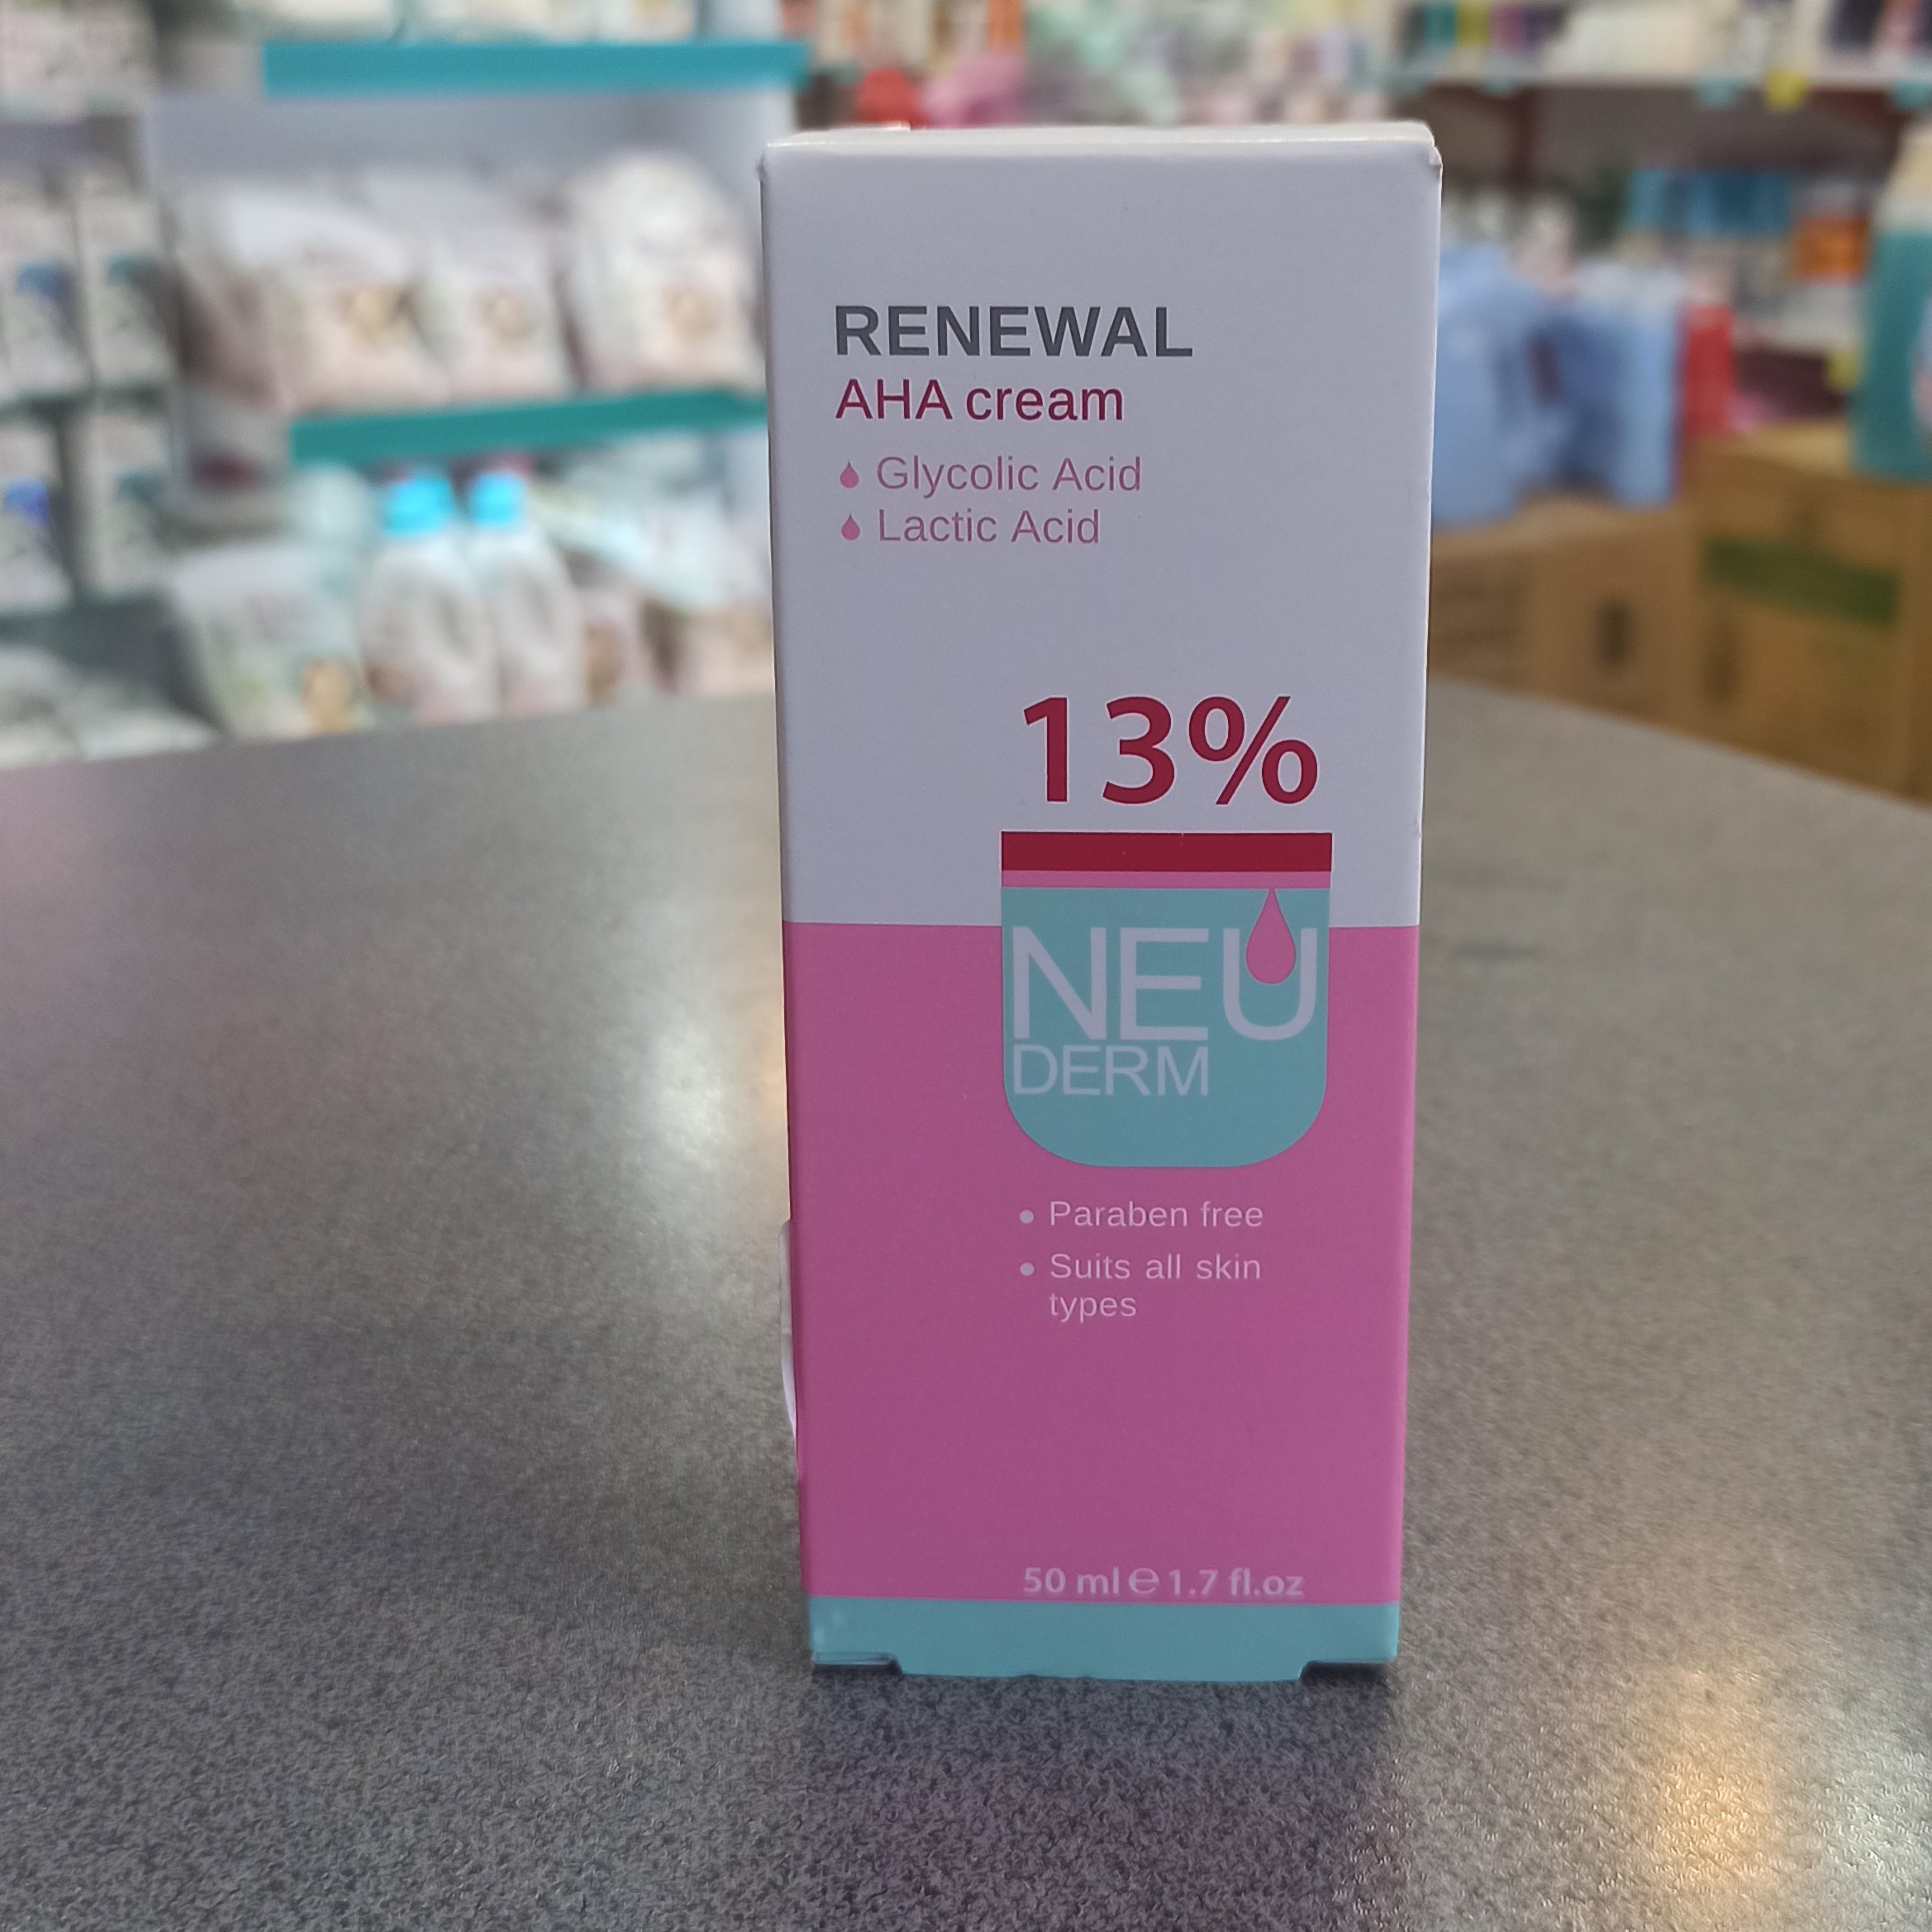 RENEWAL
AHA cream
Glycolic Acid
Lactic Acid
13%
NEU
DERM
• Paraben free
• Suits all skin
types
50 ml ℮ 1.7 fl.oz